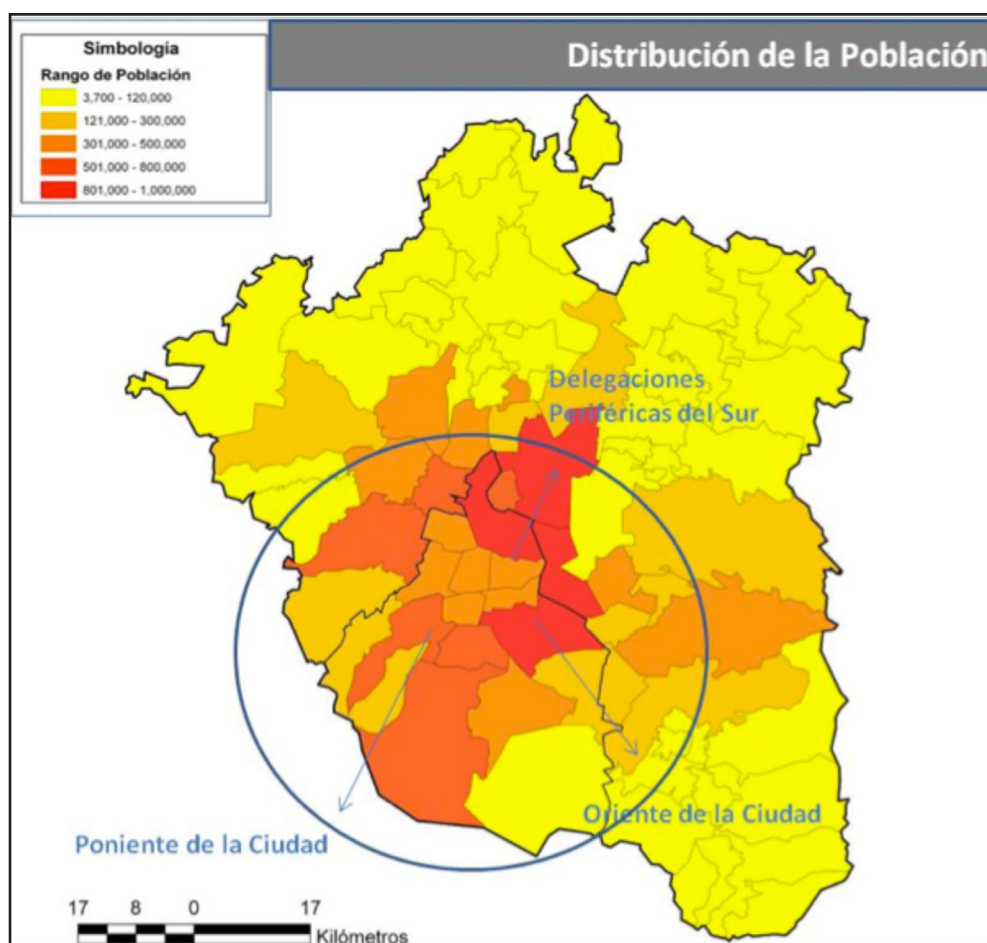 Simbología
Rango de Población
3,700 - 120,000
121,000 - 300,000
301,000 - 500,000
501,000 - 800,000
801,000 - 1,000,000
Distribución de la Población
Delegaciones
Periféricas del Sur
Oriente de la Ciudad
Poniente de la Ciudad
17 8 0 17
Kilómetros